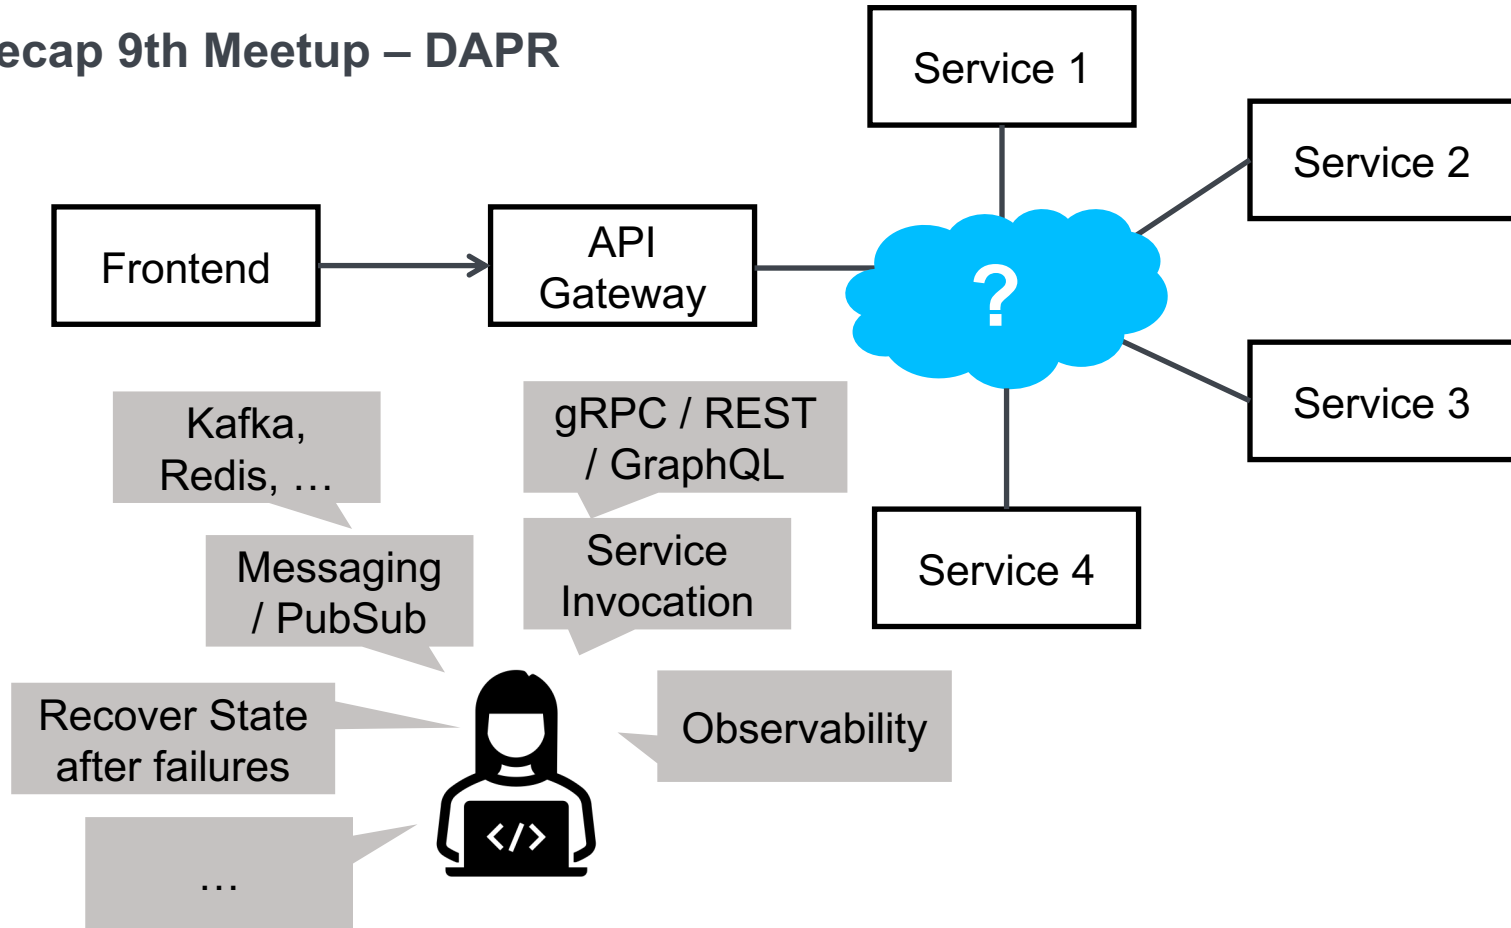 ecap 9th Meetup – DAPR
Service 1
Service 2
Frontend
API
Gateway
?
Service 3
Kafka,
Redis, …
gRPC / REST
/ GraphQL
Messaging
/ PubSub
Service
Invocation
Service 4
Recover State
after failures
Observability
</>
…